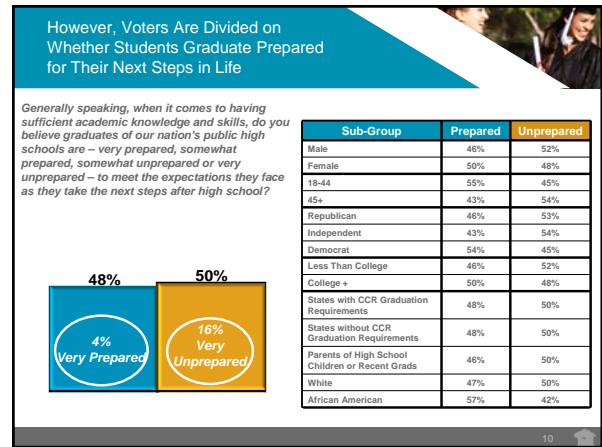 However, Voters Are Divided on
Whether Students Graduate Prepared
for Their Next Steps in Life
Generally speaking, when it comes to having
sufficient academic knowledge and skills, do you
believe graduates of our nation's public high
schools are – very prepared, somewhat
prepared, somewhat unprepared or very
unprepared – to meet the expectations they face
as they take the next steps after high school?
48%
50%
4%
Very Prepared
16%
Very
Unprepared
Sub-Group Prepared Unprepared
Male 46% 52%
Female 50% 48%
18-44 55% 45%
45+ 43% 54%
Republican 46% 53%
Independent 43% 54%
Democrat 54% 45%
Less Than College 46% 52%
College + 50% 48%
States with CCR Graduation
Requirements 48% 50%
States without CCR
Graduation Requirements 48% 50%
Parents of High School
Children or Recent Grads 46% 50%
White 47% 50%
African American 57% 42%
10